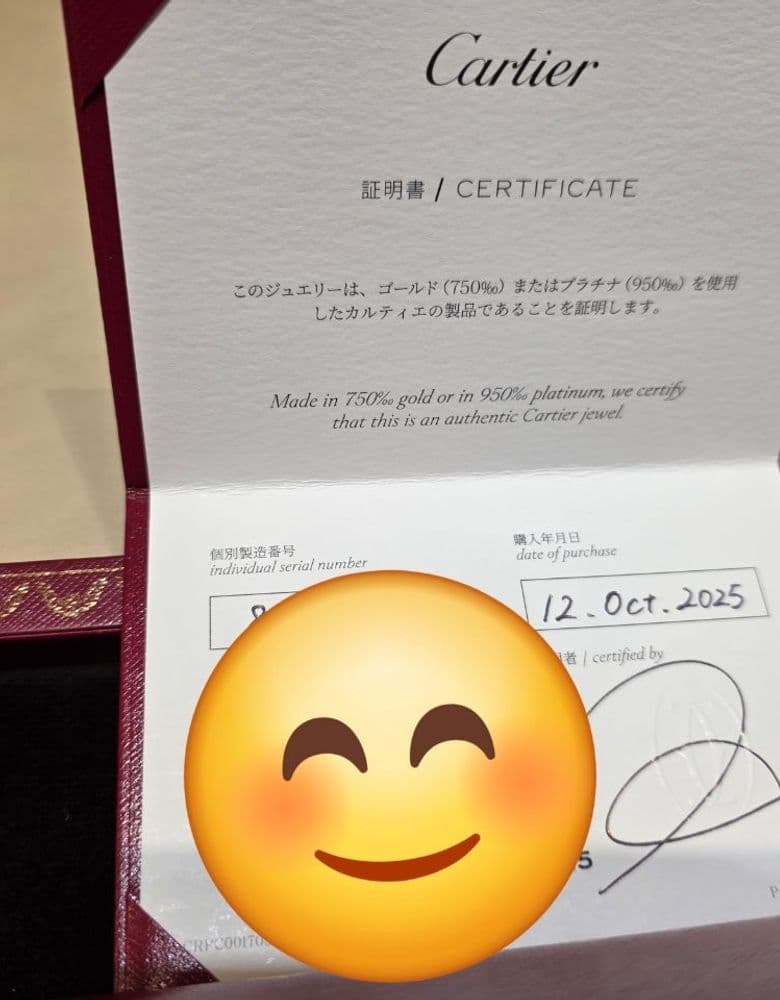 Cartier
証明書 / CERTIFICATE
このジュエリーは、ゴールド（750‰）またはプラチナ（950‰）を使用
したカルティエの製品であることを証明します。
Made in 750‰ gold or in 950‰ platinum, we certify
that this is an authentic Cartier jewel.
個別製造番号
individual serial number
購入年月日
date of purchase
12. Oct. 2025
者 | certified by
5